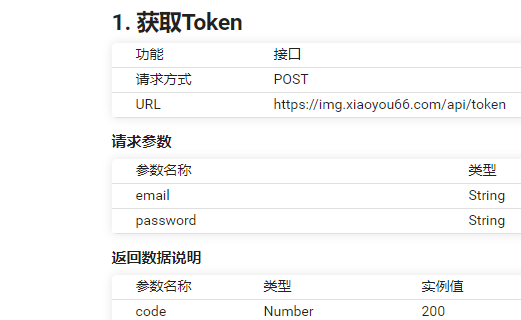 1. 获取Token
功能 接口
请求方式 POST
URL https://img.xiaoyou66.com/api/token
请求参数
参数名称 类型
email String
password String
返回数据说明
参数名称 类型 实例值
code Number 200